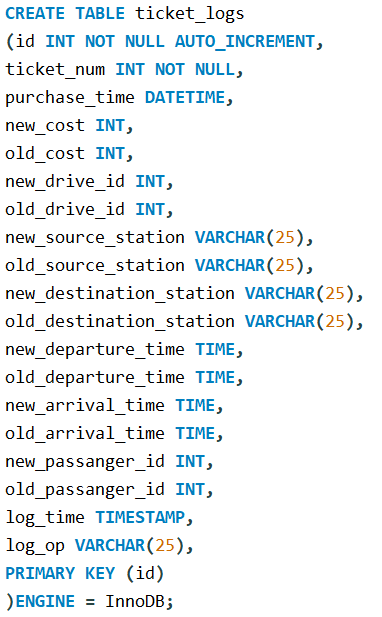 CREATE TABLE ticket_logs
(id INT NOT NULL AUTO_INCREMENT,
ticket_num INT NOT NULL,
purchase_time DATETIME,
new_cost INT,
old_cost INT,
new_drive_id INT,
old_drive_id INT,
new_source_station VARCHAR(25),
old_source_station VARCHAR(25),
new_destination_station VARCHAR(25),
old_destination_station VARCHAR(25),
new_departure_time TIME,
old_departure_time TIME,
new_arrival_time TIME,
old_arrival_time TIME,
new_passanger_id INT,
old_passanger_id INT,
log_time TIMESTAMP,
log_op VARCHAR(25),
PRIMARY KEY (id)
)ENGINE = InnoDB;